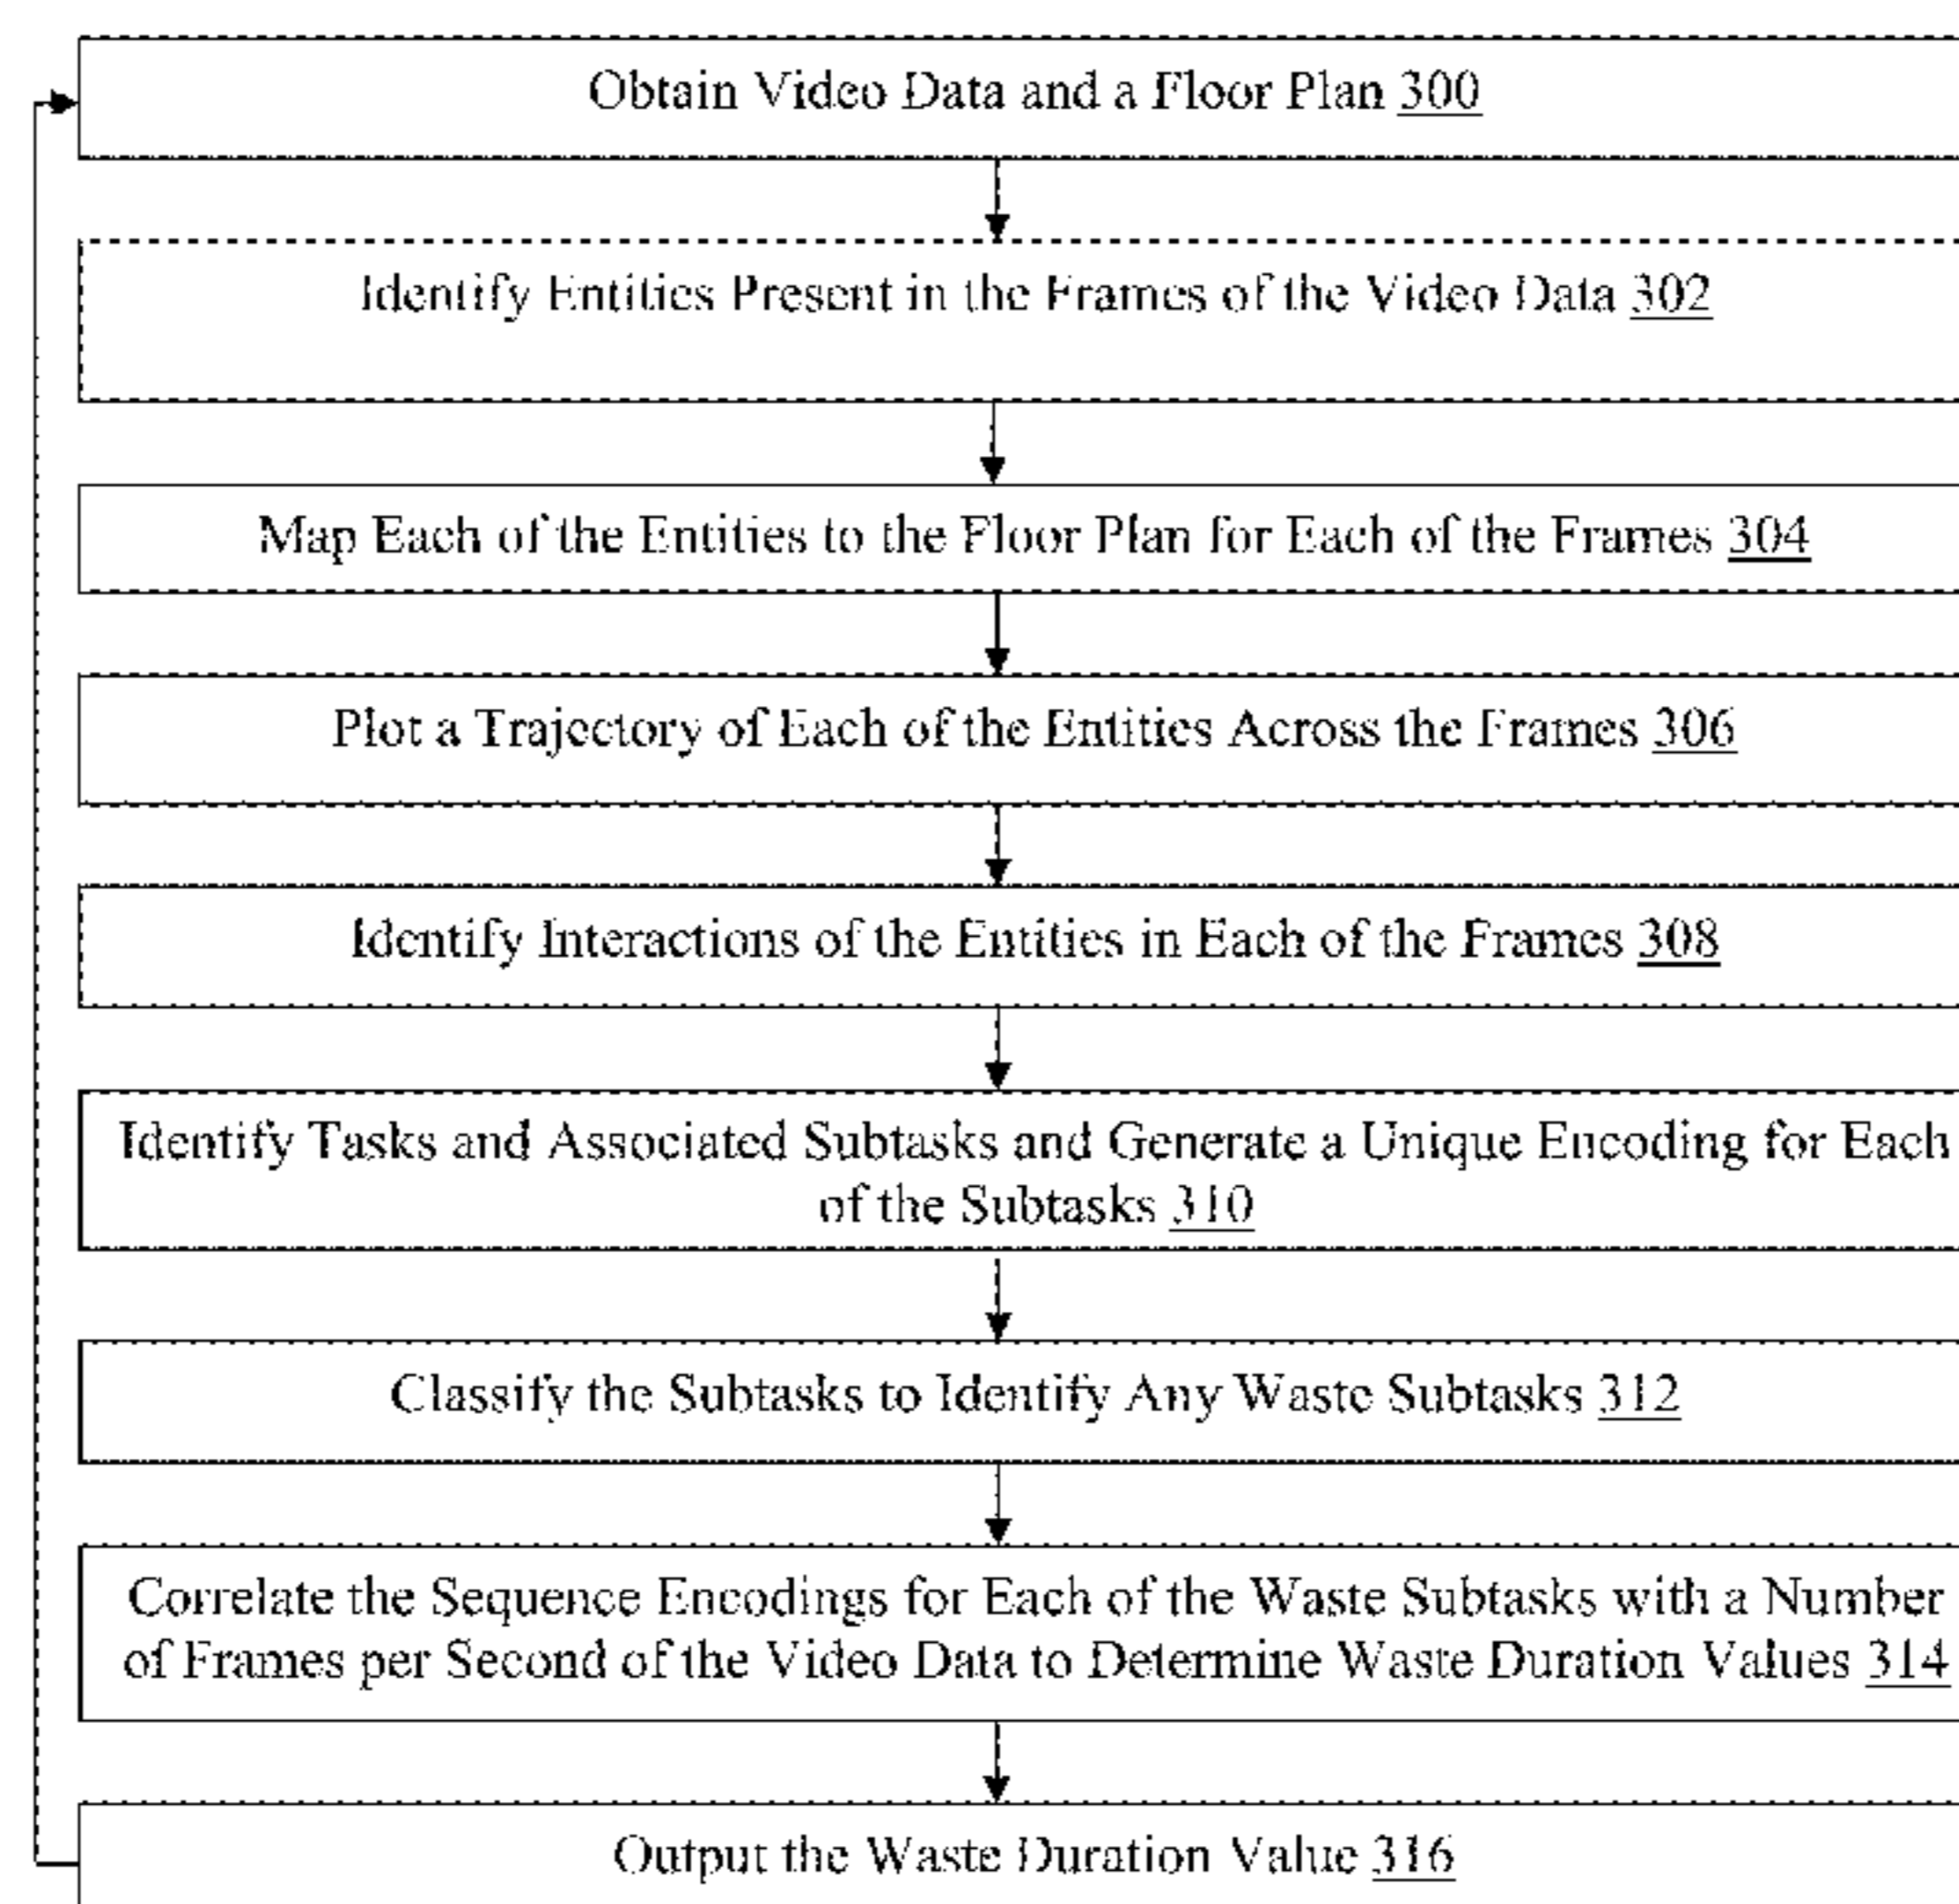 Obtain Video Data and a Floor Plan 300
Identify Entities Present in the Frames of the Video Data 302
Map Each of the Entities to the Floor Plan for Each of the Frames 304
Plot a Trajectory of Each of the Entities Across the Frames 306
Identify Interactions of the Entities in Each of the Frames 308
Identify Tasks and Associated Subtasks and Generate a Unique Encoding for Each
of the Subtasks 310
Classify the Subtasks to Identify Any Waste Subtasks 312
Correlate the Sequence Encodings for Each of the Waste Subtasks with a Number
of Frames per Second of the Video Data to Determine Waste Duration Values 314
Output the Waste Duration Value 316